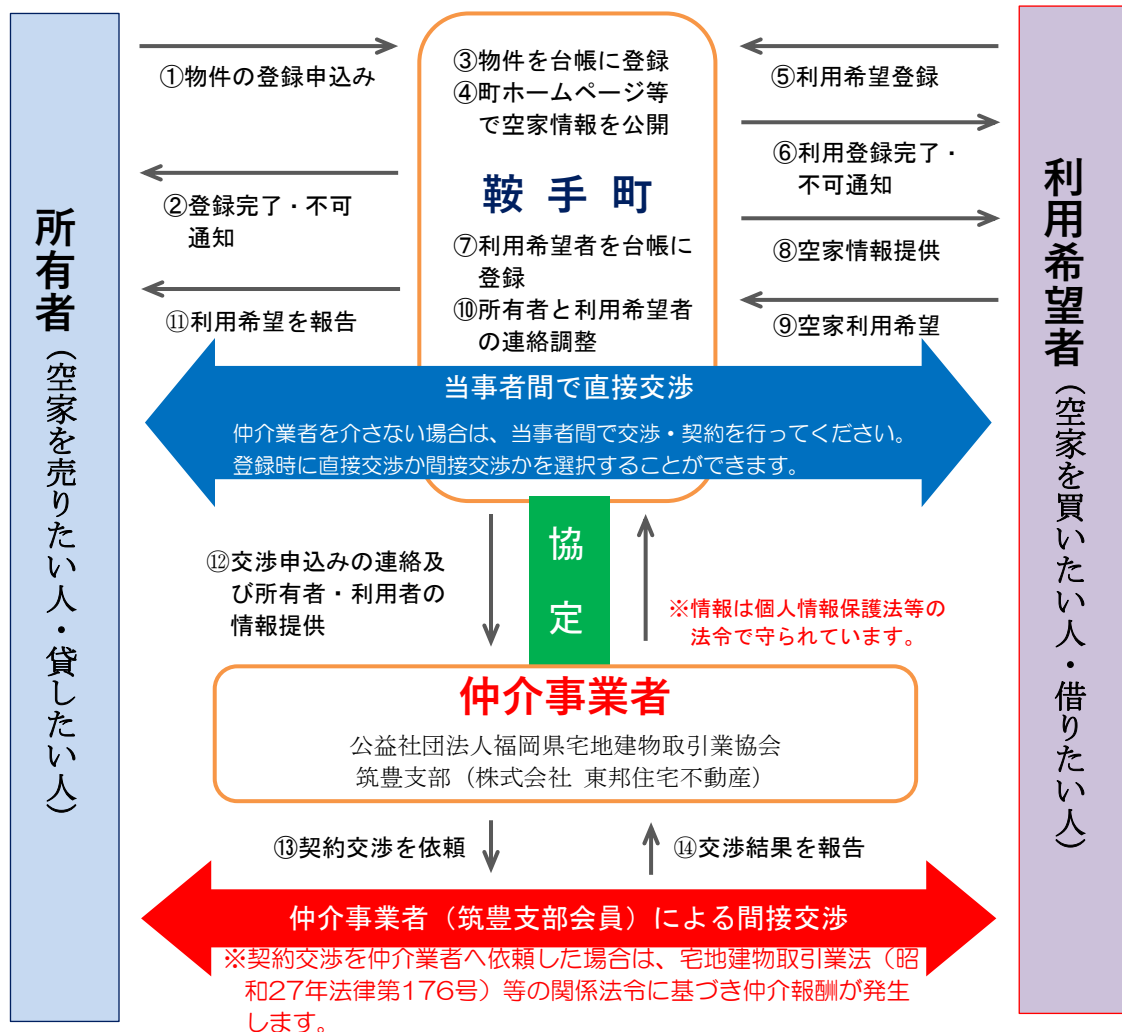 所有者（空家を売りたい人・貸したい人）
①物件の登録申込み
②登録完了・不可
通知
⑪利用希望を報告
③物件を台帳に登録
④町ホームページ等
で空家情報を公開
鞍手町
⑦利用希望者を台帳に
登録
⑩所有者と利用希望者
の連絡調整
⑤利用希望登録
⑥利用登録完了・
不可通知
⑧空家情報提供
⑨空家利用希望
利用希望者（空家を買いたい人・借りたい人）
当事者間で直接交渉
仲介業者を介さない場合は、当事者間で交渉・契約を行ってください。
登録時に直接交渉か間接交渉かを選択することができます。
⑫交渉申込みの連絡及
び所有者・利用者の
情報提供
協定
※情報は個人情報保護法等の
法令で守られています。
仲介事業者
公益社団法人福岡県宅地建物取引業協会
筑豊支部（株式会社 東邦住宅不動産）
⑬契約交渉を依頼
⑭交渉結果を報告
仲介事業者（筑豊支部会員）による間接交渉
※契約交渉を仲介業者へ依頼した場合は、宅地建物取引業法（昭
和27年法律第176号）等の関係法令に基づき仲介報酬が発生
します。